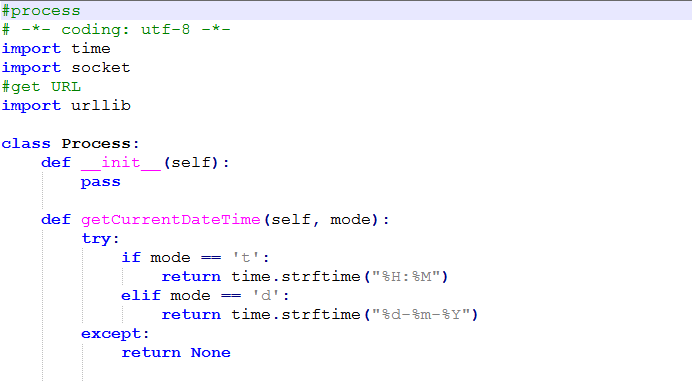 #process
# -*- coding: utf-8 -*-
import time
import socket
#get URL
import urllib
class Process:
    def __init__(self):
        pass
    def getCurrentDateTime(self, mode):
        try:
            if mode == 't':
                return time.strftime("%H:%M")
            elif mode == 'd':
                return time.strftime("%d-%m-%Y")
        except:
            return None